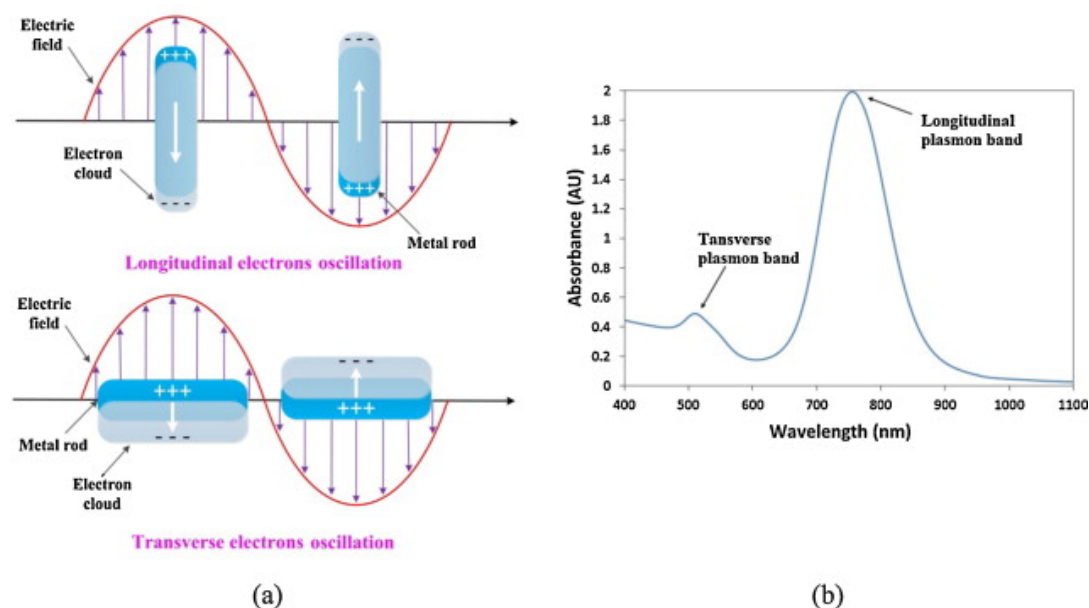 Electric
field
+++
- - -
Electron
cloud
- - -
+++
Metal rod
Longitudinal electrons oscillation
Electric
field
+++
- - -
Metal rod
Electron
cloud
- - -
+++
Transverse electrons oscillation
(a)
Absorbance (AU)
2
1.8
1.6
1.4
1.2
1
0.8
0.6
0.4
0.2
0
Longitudinal
plasmon band
Tansverse
plasmon band
400 500 600 700 800 900 1000 1100
Wavelength (nm)
(b)